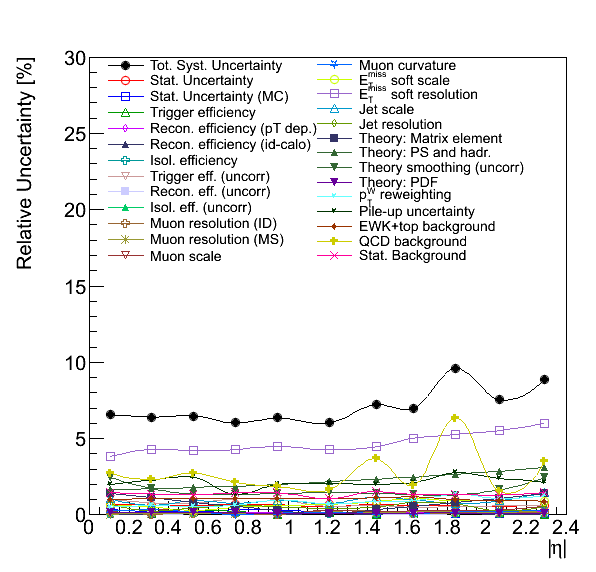 Relative Uncertainty [%]
30
25
20
15
10
5
0
Tot. Syst. Uncertainty
Stat. Uncertainty
Stat. Uncertainty (MC)
Trigger efficiency
Recon. efficiency (pT dep.)
Recon. efficiency (id-calo)
Isol. efficiency
Trigger eff. (uncorr)
Recon. eff. (uncorr)
Isol. eff. (uncorr)
Muon resolution (ID)
Muon resolution (MS)
Muon scale
Muon curvature
E_T^miss soft scale
E_T^miss soft resolution
Jet scale
Jet resolution
Theory: Matrix element
Theory: PS and hadr.
Theory smoothing (uncorr)
Theory: PDF
p_T^W reweighting
Pile-up uncertainty
EWK+top background
QCD background
Stat. Background
0 0.2 0.4 0.6 0.8 1 1.2 1.4 1.6 1.8 2 2.2 2.4
|η|